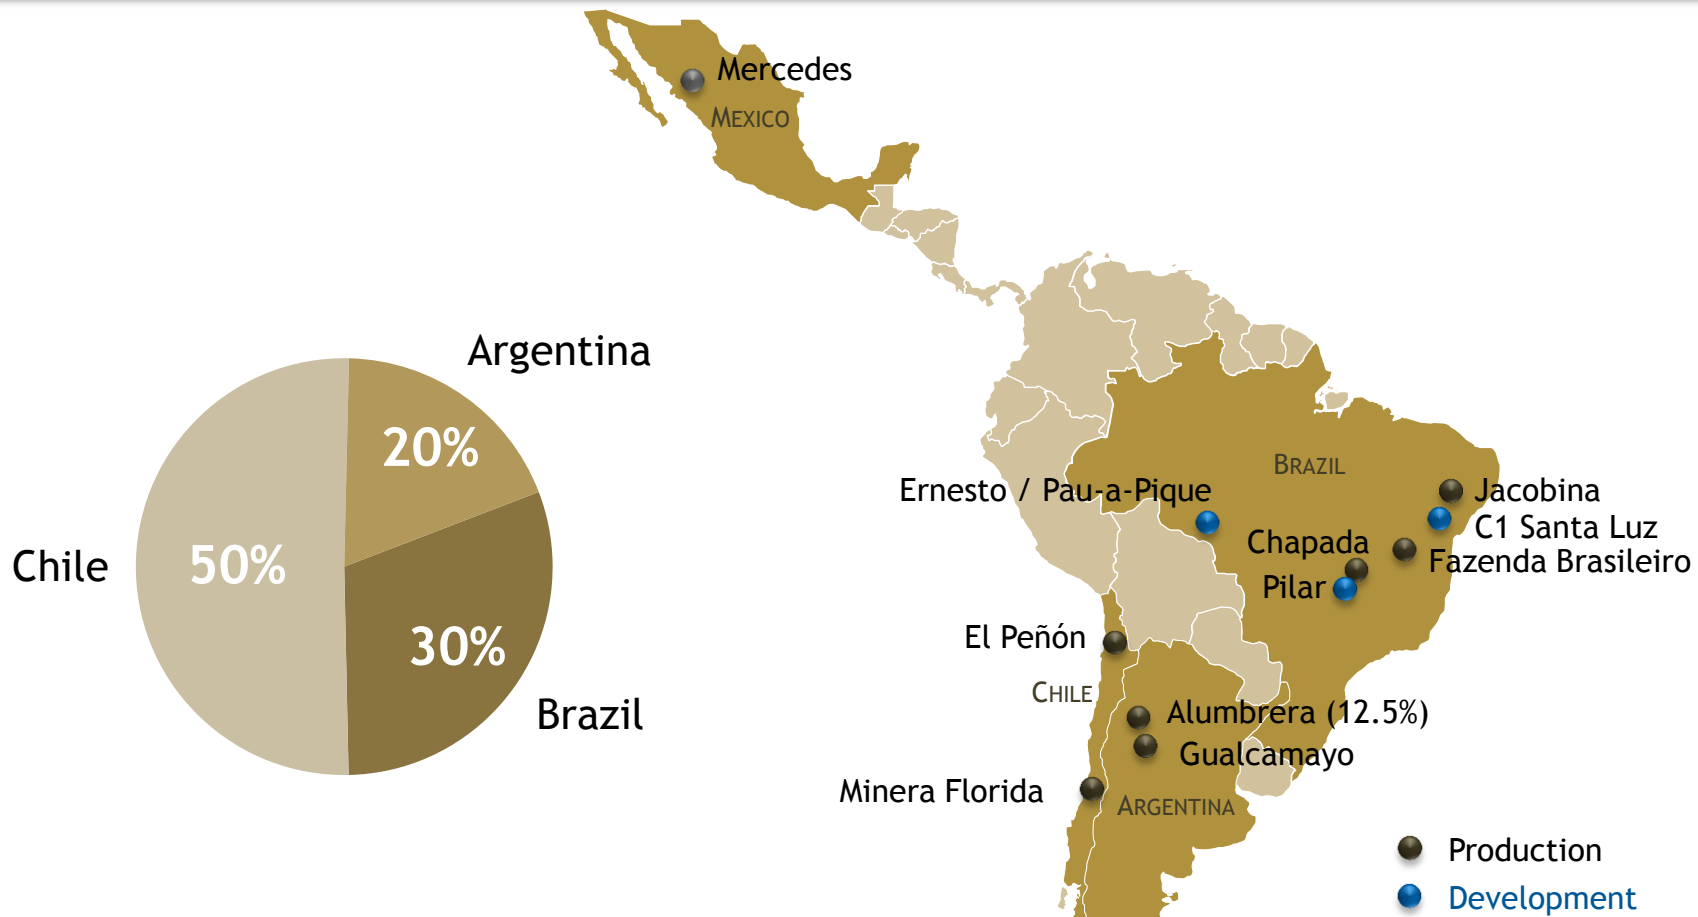 Mercedes
MEXICO
Argentina
20%
Chile
50%
30%
Brazil
BRAZIL
Ernesto / Pau-a-Pique
Jacobina
C1 Santa Luz
Chapada
Fazenda Brasileiro
Pilar
El Peñón
CHILE
Alumbrera (12.5%)
Gualcamayo
Minera Florida
ARGENTINA
Production
Development